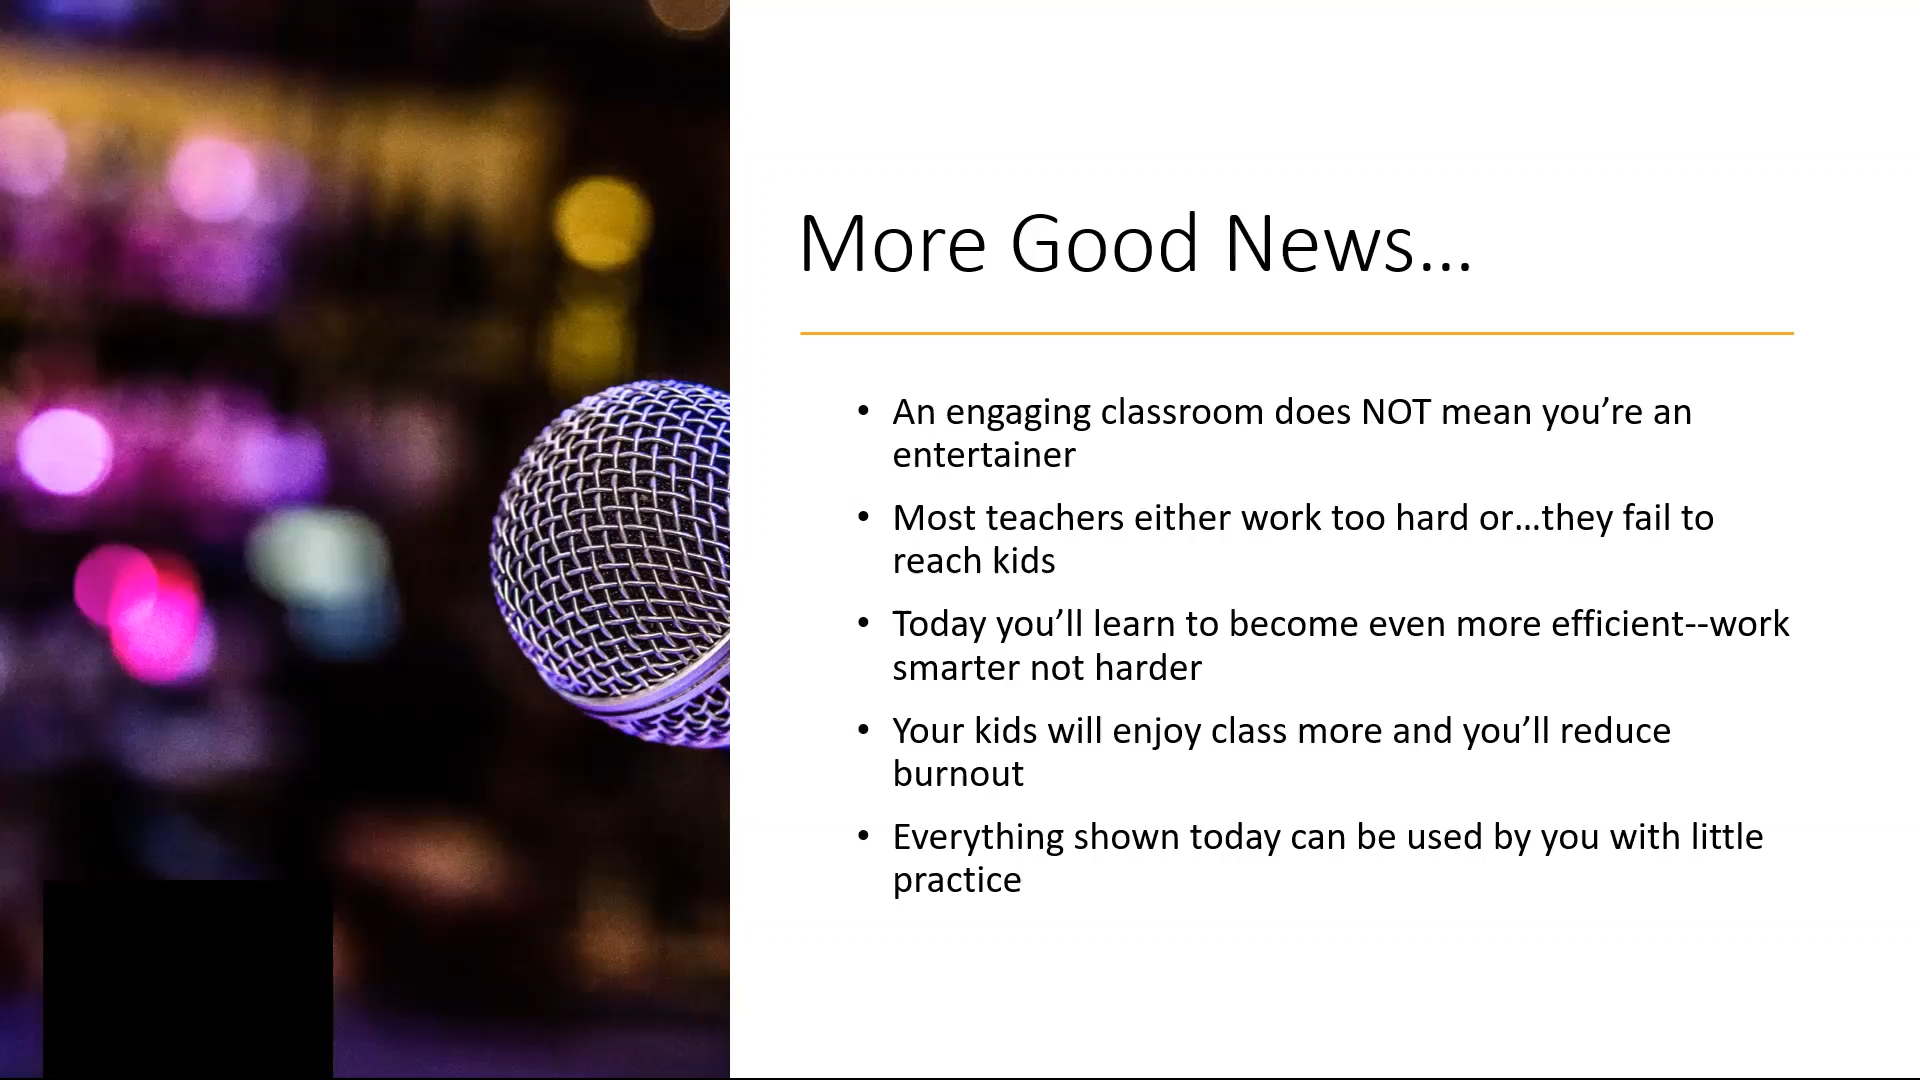 More Good News...
• An engaging classroom does NOT mean you’re an
entertainer
• Most teachers either work too hard or...they fail to
reach kids
• Today you’ll learn to become even more efficient--work
smarter not harder
• Your kids will enjoy class more and you’ll reduce
burnout
• Everything shown today can be used by you with little
practice